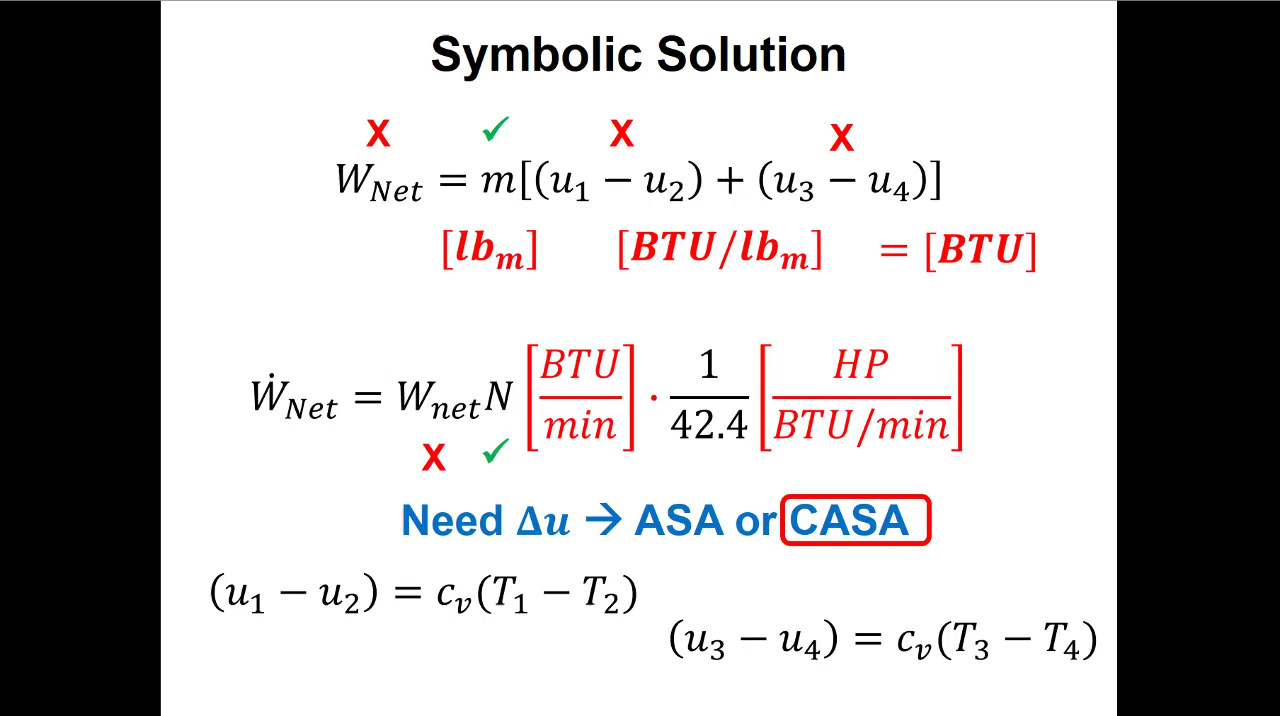 Symbolic Solution
X ✓ X X
W_Net = m[(u_1 − u_2) + (u_3 − u_4)]
[lb_m] [BTU/lb_m] = [BTU]
Ẇ_Net = W_net N [BTU/min] · 1/42.4 [HP/(BTU/min)]
X ✓
Need Δu → ASA or CASA
(u_1 − u_2) = c_v(T_1 − T_2)
(u_3 − u_4) = c_v(T_3 − T_4)